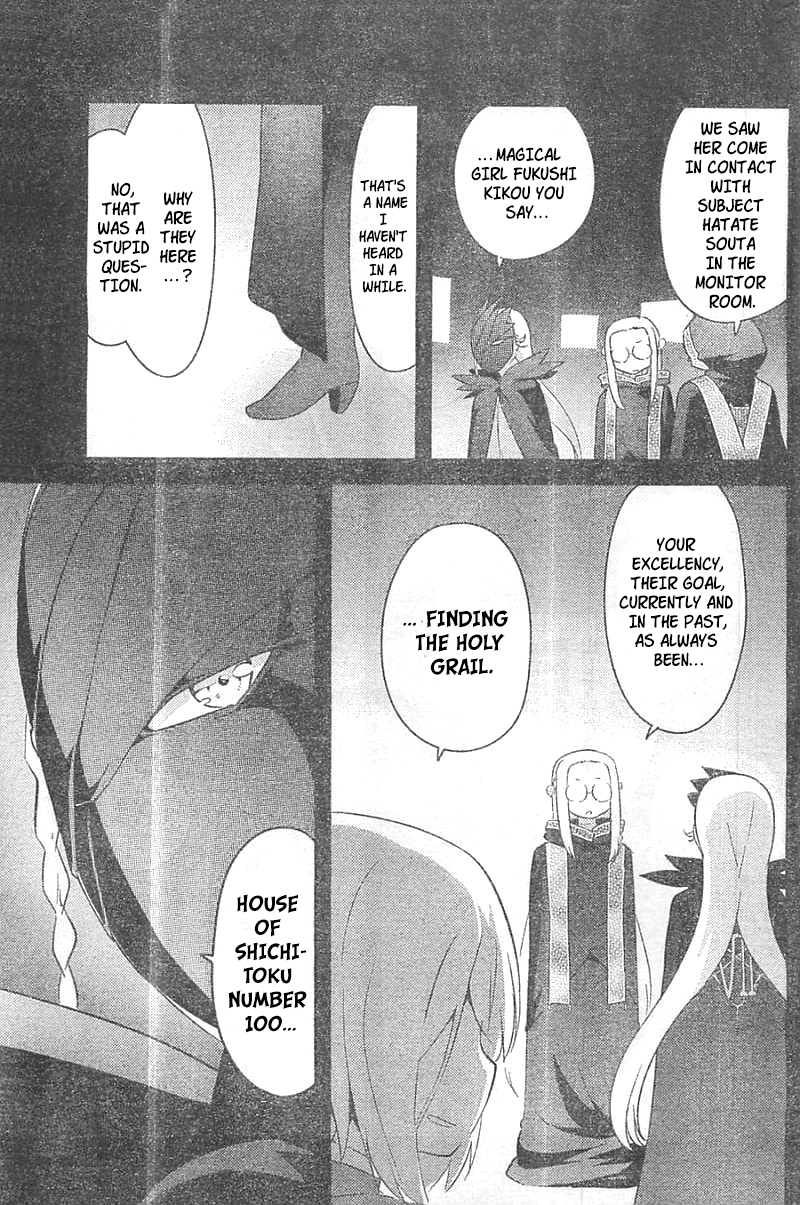 WE SAW
HER COME
IN CONTACT
WITH
SUBJECT
HATATE
SOUTA
IN THE
MONITOR
ROOM.
...MAGICAL
GIRL FUKUSHI
KIKOU YOU
SAY...
THAT'S
A NAME
I
HAVEN'T
HEARD
IN A
WHILE.
WHY
ARE
THEY
HERE
...?
NO,
THAT
WAS A
STUPID
QUES-
TION.
YOUR
EXCELLENCY,
THEIR GOAL,
CURRENTLY AND
IN THE PAST,
AS ALWAYS
BEEN...
... FINDING
THE HOLY
GRAIL.
HOUSE
OF
SHICHI-
TOKU
NUMBER
100...